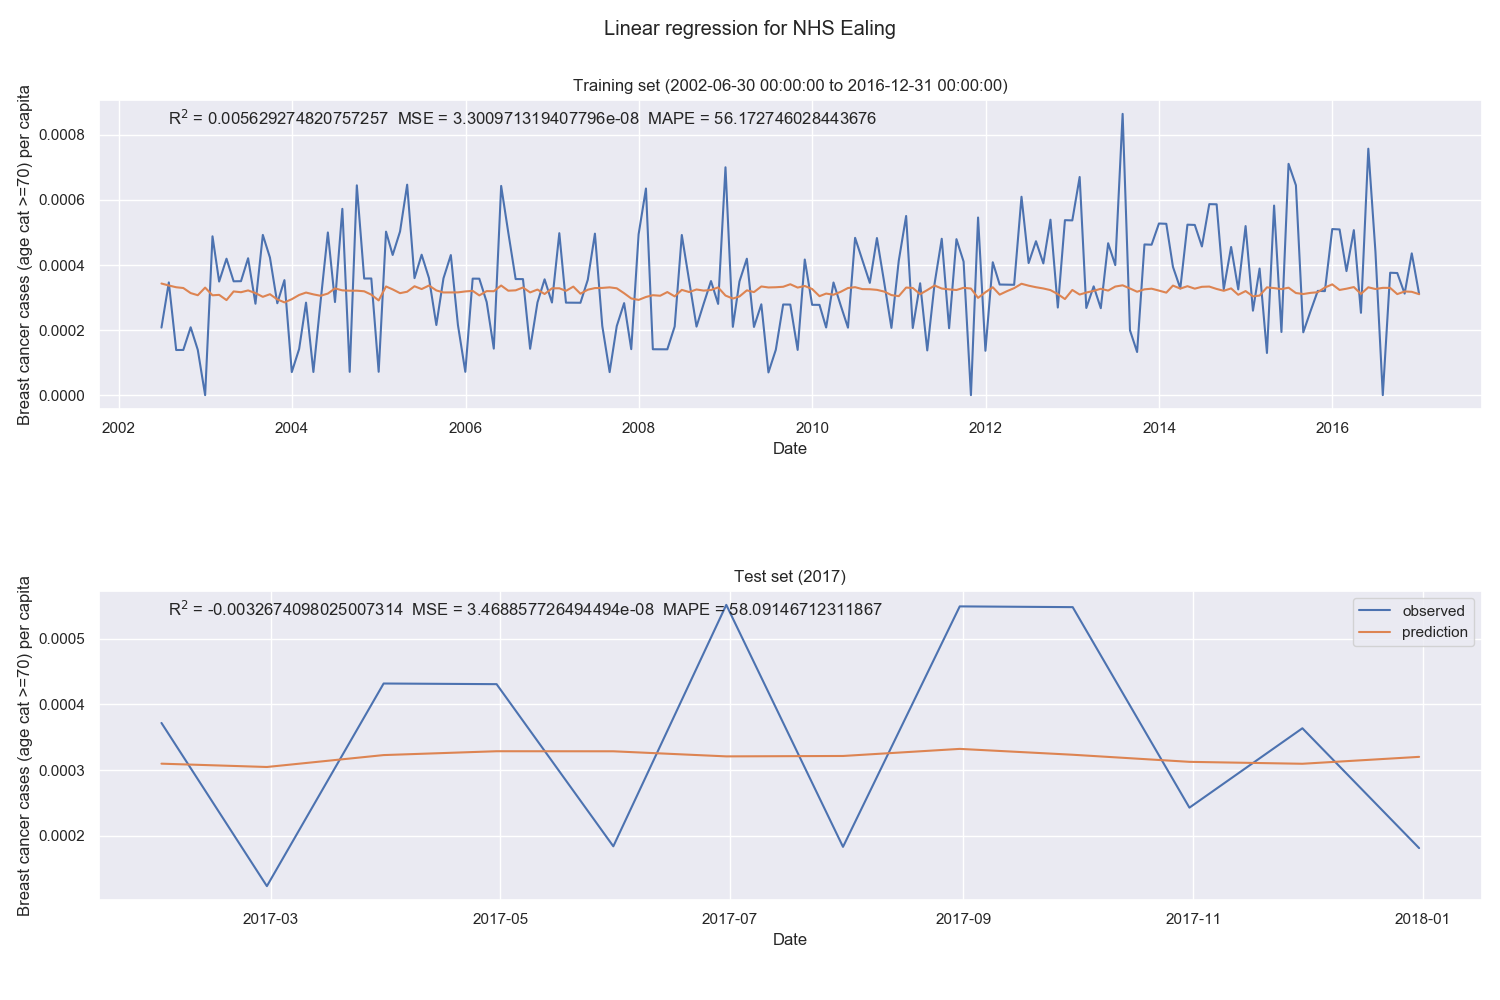 Linear regression for NHS Ealing
Training set (2002-06-30 00:00:00 to 2016-12-31 00:00:00)
R² = 0.005629274820757257 MSE = 3.300971319407796e-08 MAPE = 56.172746028443676
Breast cancer cases (age cat >=70) per capita
0.0008
0.0006
0.0004
0.0002
0.0000
2002 2004 2006 2008 2010 2012 2014 2016
Date
Test set (2017)
R² = -0.0032674098025007314 MSE = 3.468857726494494e-08 MAPE = 58.09146712311867
observed
prediction
Breast cancer cases (age cat >=70) per capita
0.0005
0.0004
0.0003
0.0002
2017-03 2017-05 2017-07 2017-09 2017-11 2018-01
Date